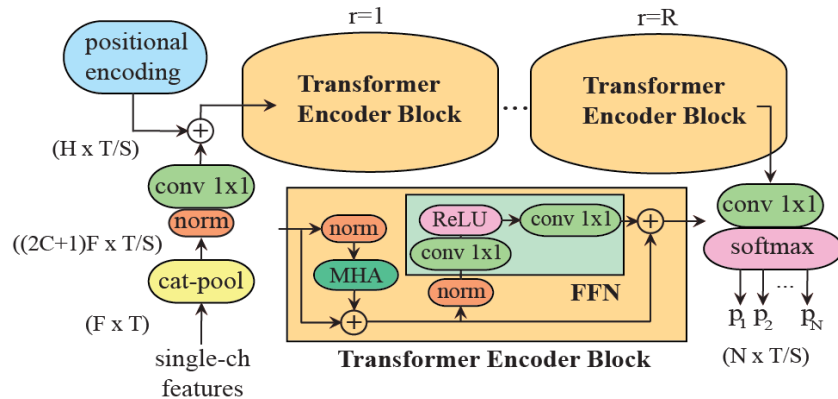 r=1
r=R
positional
encoding
Transformer
Encoder Block
...
Transformer
Encoder Block
(H x T/S)
conv 1x1
norm
((2C+1)F x T/S)
cat-pool
(F x T)
single-ch
features
norm
MHA
ReLU
conv 1x1
conv 1x1
norm
FFN
Transformer Encoder Block
conv 1x1
softmax
p1 p2 ... pN
(N x T/S)